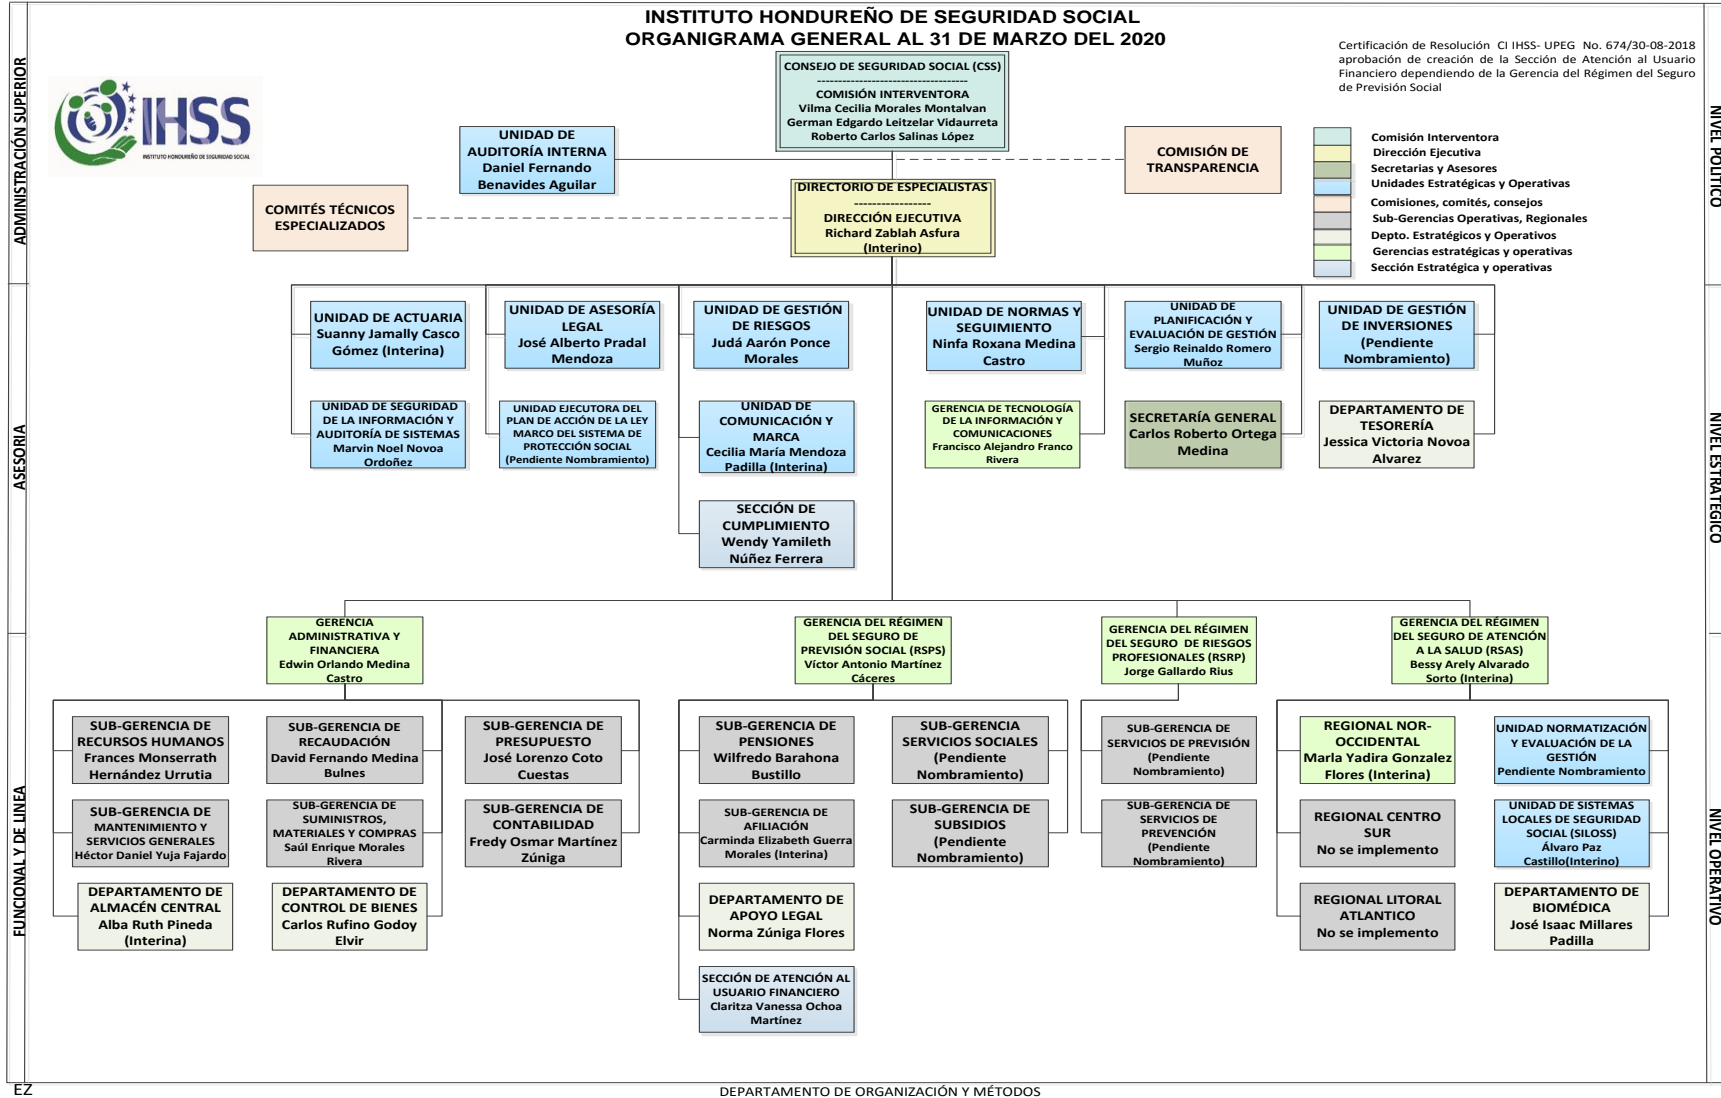 INSTITUTO HONDUREÑO DE SEGURIDAD SOCIAL
ORGANIGRAMA GENERAL AL 31 DE MARZO DEL 2020
Certificación de Resolución CI IHSS- UPEG No. 674/30-08-2018
aprobación de creación de la Sección de Atención al Usuario
Financiero dependiendo de la Gerencia del Régimen del Seguro
de Previsión Social
ADMINISTRACIÓN SUPERIOR
NIVEL POLITICO
IHSS
INSTITUTO HONDUREÑO DE SEGURIDAD SOCIAL
CONSEJO DE SEGURIDAD SOCIAL (CSS)
------------------------------------
COMISIÓN INTERVENTORA
Vilma Cecilia Morales Montalvan
German Edgardo Leitzelar Vidaurreta
Roberto Carlos Salinas López
UNIDAD DE
AUDITORÍA INTERNA
Daniel Fernando
Benavides Aguilar
COMISIÓN DE
TRANSPARENCIA
COMITÉS TÉCNICOS
ESPECIALIZADOS
DIRECTORIO DE ESPECIALISTAS
-----------------
DIRECCIÓN EJECUTIVA
Richard Zablah Asfura
(Interino)
Comisión Interventora
Dirección Ejecutiva
Secretarias y Asesores
Unidades Estratégicas y Operativas
Comisiones, comités, consejos
Sub-Gerencias Operativas, Regionales
Depto. Estratégicos y Operativos
Gerencias estratégicas y operativas
Sección Estratégica y operativas
ASESORIA
NIVEL ESTRATEGICO
UNIDAD DE ACTUARIA
Suanny Jamally Casco
Gómez (Interina)
UNIDAD DE ASESORÍA
LEGAL
José Alberto Pradal
Mendoza
UNIDAD DE GESTIÓN
DE RIESGOS
Judá Aarón Ponce
Morales
UNIDAD DE NORMAS Y
SEGUIMIENTO
Ninfa Roxana Medina
Castro
UNIDAD DE
PLANIFICACIÓN Y
EVALUACIÓN DE GESTIÓN
Sergio Reinaldo Romero
Muñoz
UNIDAD DE GESTIÓN
DE INVERSIONES
(Pendiente
Nombramiento)
UNIDAD DE SEGURIDAD
DE LA INFORMACIÓN Y
AUDITORÍA DE SISTEMAS
Marvin Noel Novoa
Ordoñez
UNIDAD EJECUTORA DEL
PLAN DE ACCIÓN DE LA LEY
MARCO DEL SISTEMA DE
PROTECCIÓN SOCIAL
(Pendiente Nombramiento)
UNIDAD DE
COMUNICACIÓN Y
MARCA
Cecilia María Mendoza
Padilla (Interina)
GERENCIA DE TECNOLOGÍA
DE LA INFORMACIÓN Y
COMUNICACIONES
Francisco Alejandro Franco
Rivera
SECRETARÍA GENERAL
Carlos Roberto Ortega
Medina
DEPARTAMENTO DE
TESORERÍA
Jessica Victoria Novoa
Alvarez
SECCIÓN DE
CUMPLIMIENTO
Wendy Yamileth
Núñez Ferrera
FUNCIONAL Y DE LINEA
NIVEL OPERATIVO
GERENCIA
ADMINISTRATIVA Y
FINANCIERA
Edwin Orlando Medina
Castro
GERENCIA DEL RÉGIMEN
DEL SEGURO DE
PREVISIÓN SOCIAL (RSPS)
Víctor Antonio Martínez
Cáceres
GERENCIA DEL RÉGIMEN
DEL SEGURO DE RIESGOS
PROFESIONALES (RSRP)
Jorge Gallardo Rius
GERENCIA DEL RÉGIMEN
DEL SEGURO DE ATENCIÓN
A LA SALUD (RSAS)
Bessy Arely Alvarado
Sorto (Interina)
SUB-GERENCIA DE
RECURSOS HUMANOS
Frances Monserrath
Hernández Urrutia
SUB-GERENCIA DE
RECAUDACIÓN
David Fernando Medina
Bulnes
SUB-GERENCIA DE
PRESUPUESTO
José Lorenzo Coto
Cuestas
SUB-GERENCIA DE
PENSIONES
Wilfredo Barahona
Bustillo
SUB-GERENCIA
SERVICIOS SOCIALES
(Pendiente
Nombramiento)
SUB-GERENCIA DE
SERVICIOS DE PREVISIÓN
(Pendiente
Nombramiento)
REGIONAL NOR-
OCCIDENTAL
Marla Yadira Gonzalez
Flores (Interina)
UNIDAD NORMATIZACIÓN
Y EVALUACIÓN DE LA
GESTIÓN
Pendiente Nombramiento
SUB-GERENCIA DE
MANTENIMIENTO Y
SERVICIOS GENERALES
Héctor Daniel Yuja Fajardo
SUB-GERENCIA DE
SUMINISTROS,
MATERIALES Y COMPRAS
Saúl Enrique Morales
Rivera
SUB-GERENCIA DE
CONTABILIDAD
Fredy Osmar Martínez
Zúniga
SUB-GERENCIA DE
AFILIACIÓN
Carminda Elizabeth Guerra
Morales (Interina)
SUB-GERENCIA DE
SUBSIDIOS
(Pendiente
Nombramiento)
SUB-GERENCIA DE
SERVICIOS DE
PREVENCIÓN
(Pendiente
Nombramiento)
REGIONAL CENTRO
SUR
No se implemento
UNIDAD DE SISTEMAS
LOCALES DE SEGURIDAD
SOCIAL (SILOSS)
Álvaro Paz
Castillo(Interino)
DEPARTAMENTO DE
ALMACÉN CENTRAL
Alba Ruth Pineda
(Interina)
DEPARTAMENTO DE
CONTROL DE BIENES
Carlos Rufino Godoy
Elvir
DEPARTAMENTO DE
APOYO LEGAL
Norma Zúniga Flores
REGIONAL LITORAL
ATLANTICO
No se implemento
DEPARTAMENTO DE
BIOMÉDICA
José Isaac Millares
Padilla
SECCIÓN DE ATENCIÓN AL
USUARIO FINANCIERO
Claritza Vanessa Ochoa
Martínez
EZ
DEPARTAMENTO DE ORGANIZACIÓN Y MÉTODOS